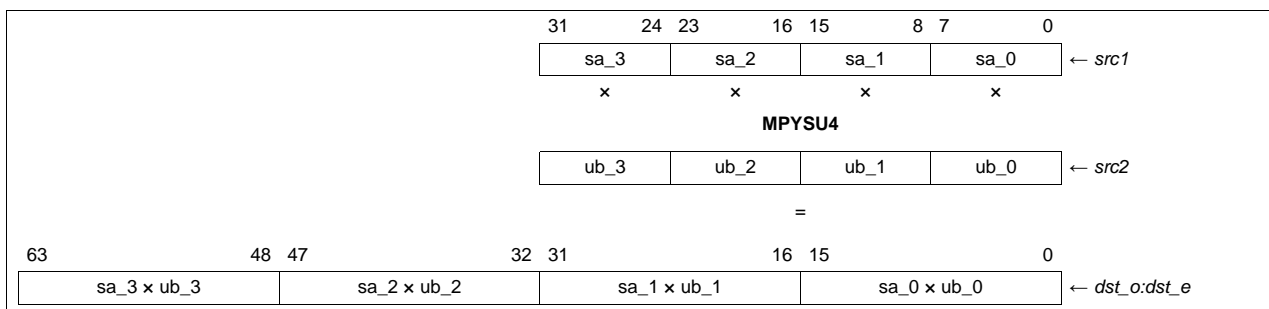 31 24 23 16 15 8 7 0
sa_3 sa_2 sa_1 sa_0 ← src1
× × × ×
MPYSU4
ub_3 ub_2 ub_1 ub_0 ← src2
=
63 48 47 32 31 16 15 0
sa_3 × ub_3 sa_2 × ub_2 sa_1 × ub_1 sa_0 × ub_0 ← dst_o:dst_e